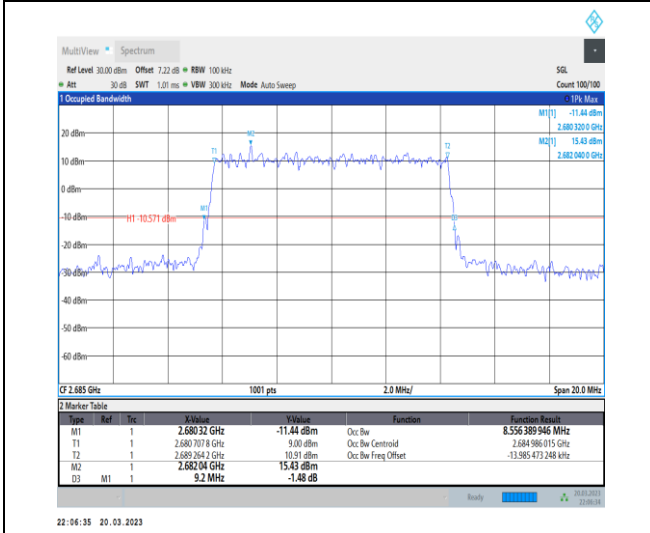 MultiView Spectrum
Ref Level 30.00 dBm Offset 7.22 dB RBW 100 kHz SGL
Att 30 dB SWT 1.01 ms VBW 300 kHz Mode Auto Sweep Count 100/100
1 Occupied Bandwidth 1Pk Max
M1[1] -11.44 dBm
2.680 320 0 GHz
M2[1] 15.43 dBm
2.682 040 0 GHz
20 dBm
M2
T1
T2
10 dBm
0 dBm
M1
-10 dBm
H1 -10.571 dBm
D3
-20 dBm
-30 dBm
-40 dBm
-50 dBm
-60 dBm
CF 2.685 GHz 1001 pts 2.0 MHz/ Span 20.0 MHz
2 Marker Table
Type Ref Trc X-Value Y-Value Function Function Result
M1 1 2.680 32 GHz -11.44 dBm Occ Bw 8.556 389 946 MHz
T1 1 2.680 707 8 GHz 9.00 dBm Occ Bw Centroid 2.684 986 015 GHz
T2 1 2.689 264 2 GHz 10.91 dBm Occ Bw Freq Offset -13.985 473 248 kHz
M2 1 2.682 04 GHz 15.43 dBm
D3 M1 1 9.2 MHz -1.48 dB
Ready 20.03.2023
22:06:34
22:06:35 20.03.2023